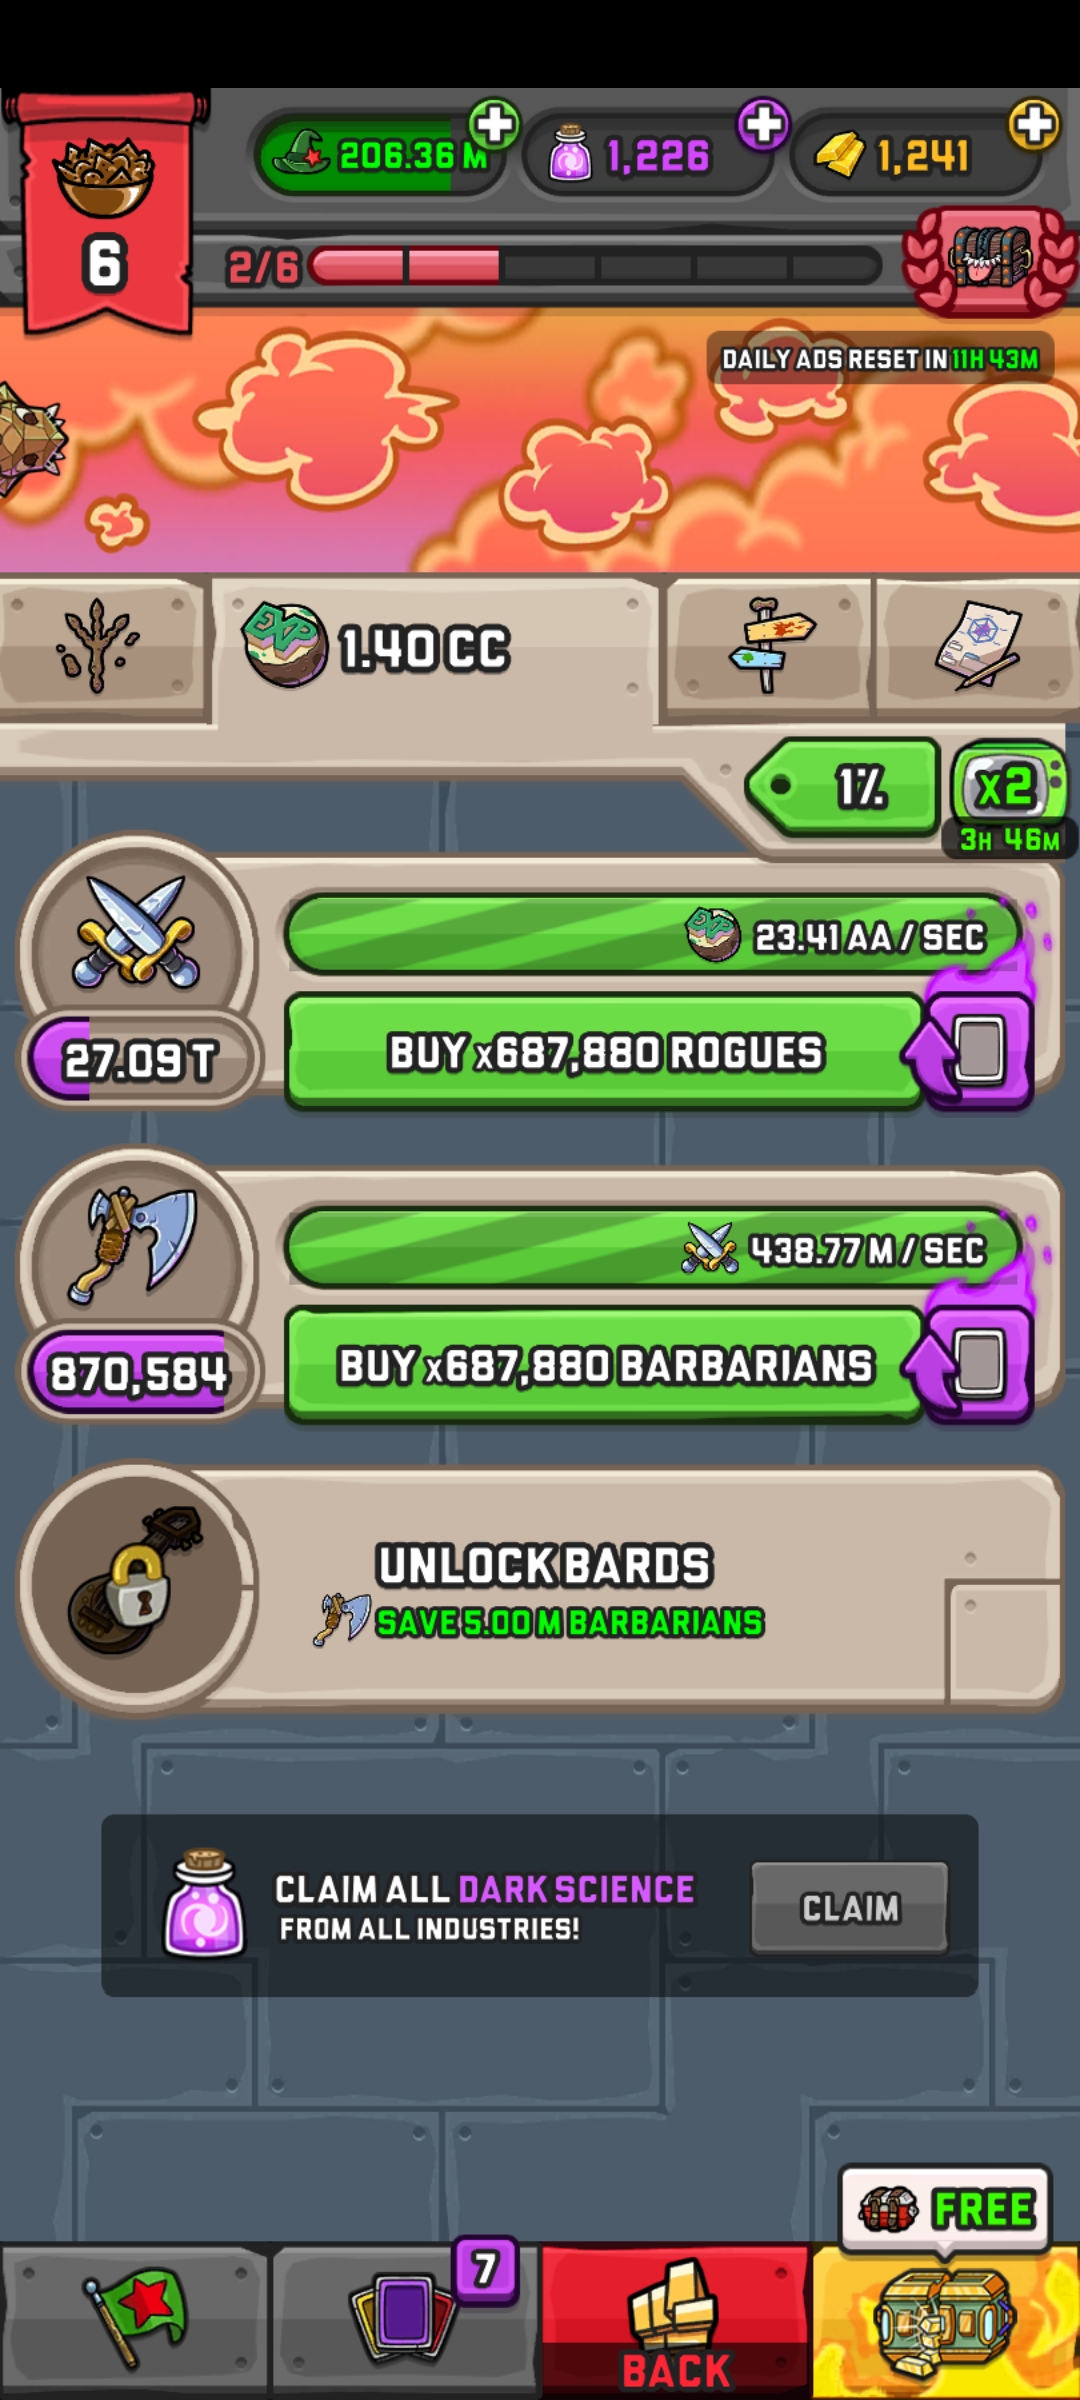 206.36 M
1,226
1,241
6
2/6
DAILY ADS RESET IN 11H 43M
EXP
1.40 CC
1%
x2
3H 46M
EXP
23.41 AA / SEC
27.09 T
BUY x687,880 ROGUES
438.77 M / SEC
870,584
BUY x687,880 BARBARIANS
UNLOCK BARDS
SAVE 5.00 M BARBARIANS
CLAIM ALL DARK SCIENCE
FROM ALL INDUSTRIES!
CLAIM
FREE
7
BACK